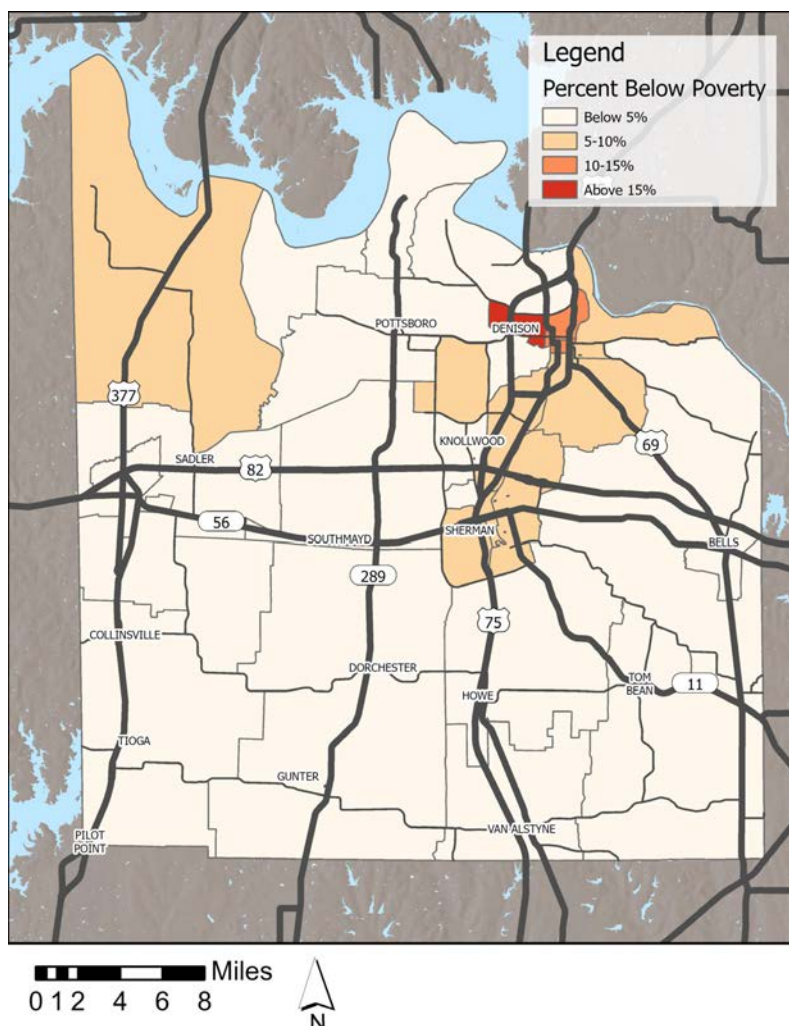 Legend
Percent Below Poverty
Below 5%
5-10%
10-15%
Above 15%
POTTSBORO
DENISON
377
KNOLLWOOD
69
SADLER
82
56
SOUTHMAYD
SHERMAN
BELLS
289
75
COLLINSVILLE
DORCHESTER
HOWE
TOM
BEAN
11
TIOGA
GUNTER
PILOT
POINT
VAN ALSTYNE
Miles
0 1 2 4 6 8
N